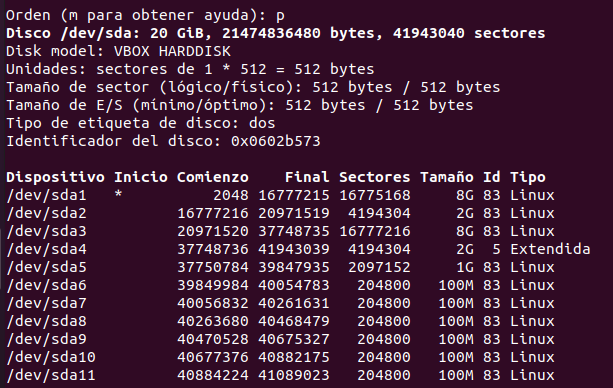 Orden (m para obtener ayuda): p
Disco /dev/sda: 20 GiB, 21474836480 bytes, 41943040 sectores
Disk model: VBOX HARDDISK
Unidades: sectores de 1 * 512 = 512 bytes
Tamaño de sector (lógico/físico): 512 bytes / 512 bytes
Tamaño de E/S (mínimo/óptimo): 512 bytes / 512 bytes
Tipo de etiqueta de disco: dos
Identificador del disco: 0x0602b573
Dispositivo Inicio Comienzo Final Sectores Tamaño Id Tipo
/dev/sda1 * 2048 16777215 16775168 8G 83 Linux
/dev/sda2 16777216 20971519 4194304 2G 83 Linux
/dev/sda3 20971520 37748735 16777216 8G 83 Linux
/dev/sda4 37748736 41943039 4194304 2G 5 Extendida
/dev/sda5 37750784 39847935 2097152 1G 83 Linux
/dev/sda6 39849984 40054783 204800 100M 83 Linux
/dev/sda7 40056832 40261631 204800 100M 83 Linux
/dev/sda8 40263680 40468479 204800 100M 83 Linux
/dev/sda9 40470528 40675327 204800 100M 83 Linux
/dev/sda10 40677376 40882175 204800 100M 83 Linux
/dev/sda11 40884224 41089023 204800 100M 83 Linux